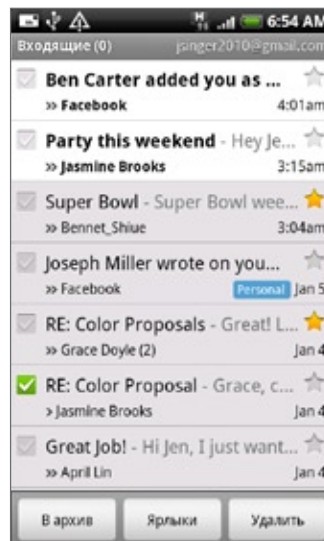 6:54 AM
Входящие (0) jsinger2010@gmail.com
Ben Carter added you as ...
» Facebook 4:01am
Party this weekend - Hey Je...
» Jasmine Brooks 3:15am
Super Bowl - Super Bowl wee...
» Bennet_Shiue 3:04am
Joseph Miller wrote on you...
» Facebook Personal Jan 5
RE: Color Proposals - Great! L...
» Grace Doyle (2) Jan 4
RE: Color Proposal - Grace, c...
› Jasmine Brooks Jan 4
Great Job! - Hi Jen, I just want...
» April Lin Jan 4
В архив Ярлыки Удалить